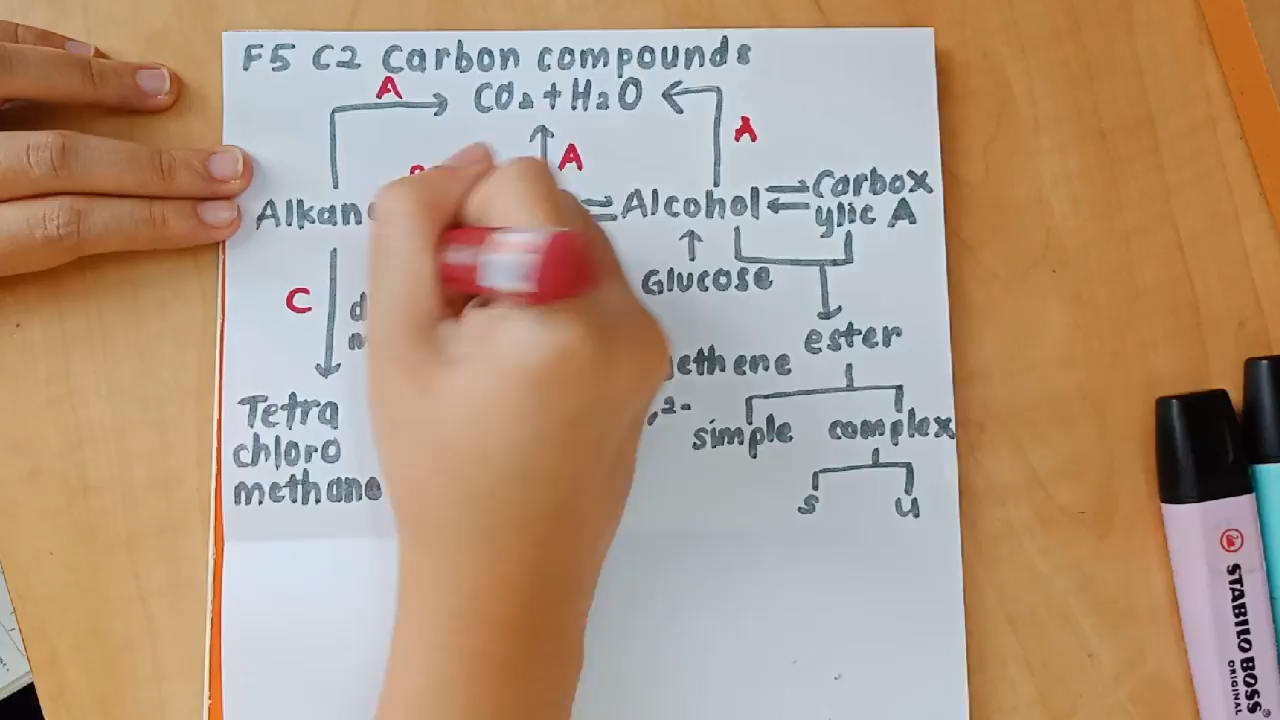 F5 C2 Carbon compounds
A
CO2 + H2O
A
A
Alcohol
Carbox
ylic A
Glucose
C
ester
ethene
2-
simple
complex
Tetra
chloro
methane
s
u
STABILO BOSS
ORIGINAL